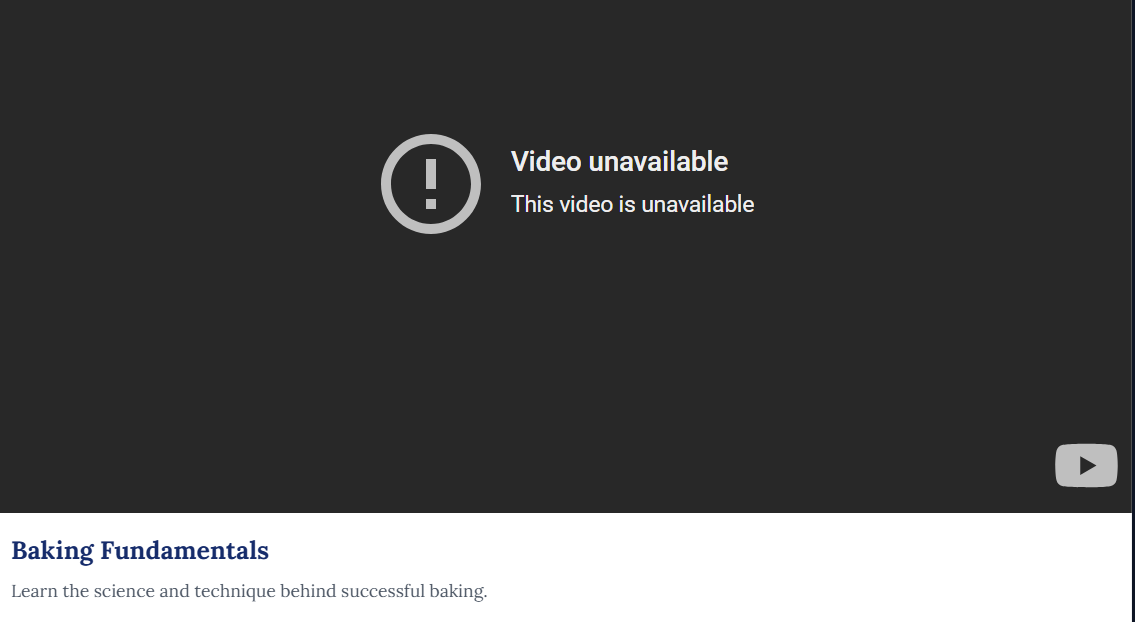 Video unavailable
This video is unavailable
Baking Fundamentals
Learn the science and technique behind successful baking.